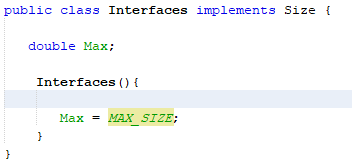 public class Interfaces implements Size {
double Max;
Interfaces(){
Max = MAX_SIZE;
}
}